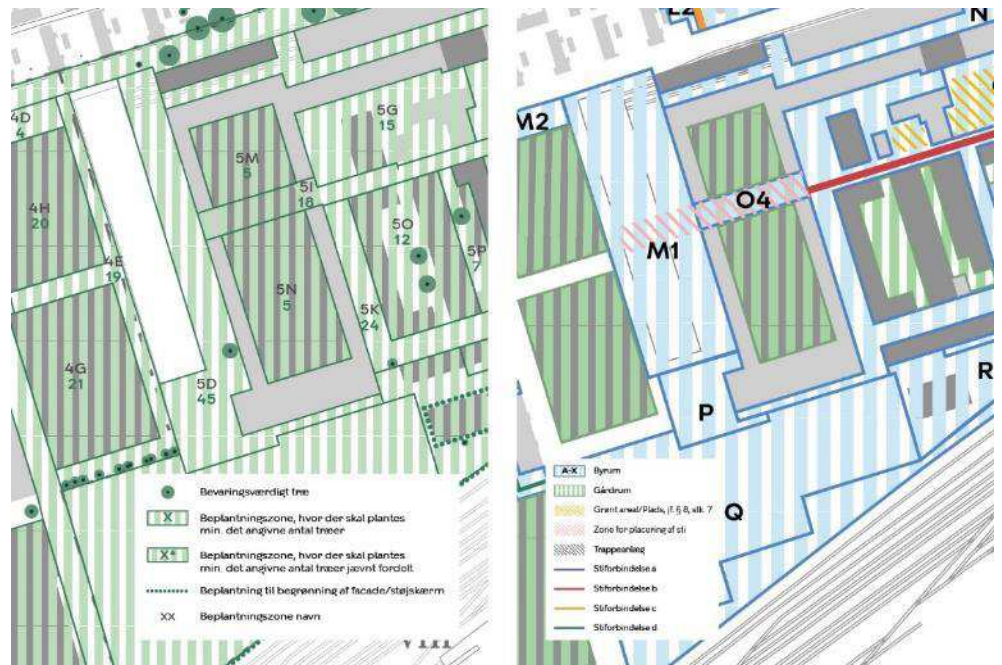 4D
4
5G
15
5M
5
5I
18
4H
20
5O
12
5P
7
4E
19
5N
5
5K
24
4G
21
5D
45
Bevaringsværdigt træ
X
Beplantningszone, hvor der skal plantes
min. det angivne antal træer
X*
Beplantningszone, hvor der skal plantes
min. det angivne antal træer jævnt fordelt
Beplantning til begrønning af facade/støjskærm
XX
Beplantningzone navn
VIII
L2
N
M2
O4
M1
R
P
Q
A-X
Byrum
Gårdrum
Grønt areal/Plads, jf. § 8, stk. 7
Zone for placering af sti
Trappeanlæg
Stiforbindelse a
Stiforbindelse b
Stiforbindelse c
Stiforbindelse d